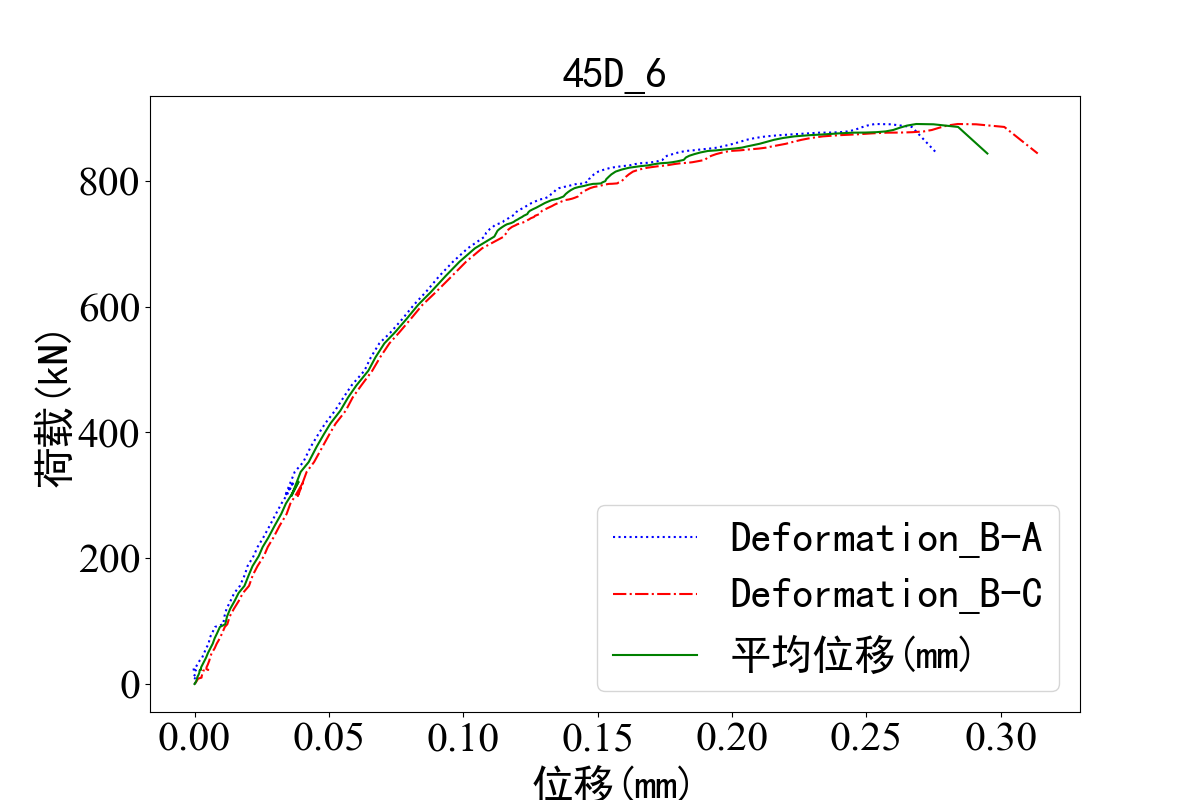 45D_6
荷载(kN)
800
600
400
200
0
0.00 0.05 0.10 0.15 0.20 0.25 0.30
位移(mm)
Deformation_B-A
Deformation_B-C
平均位移(mm)